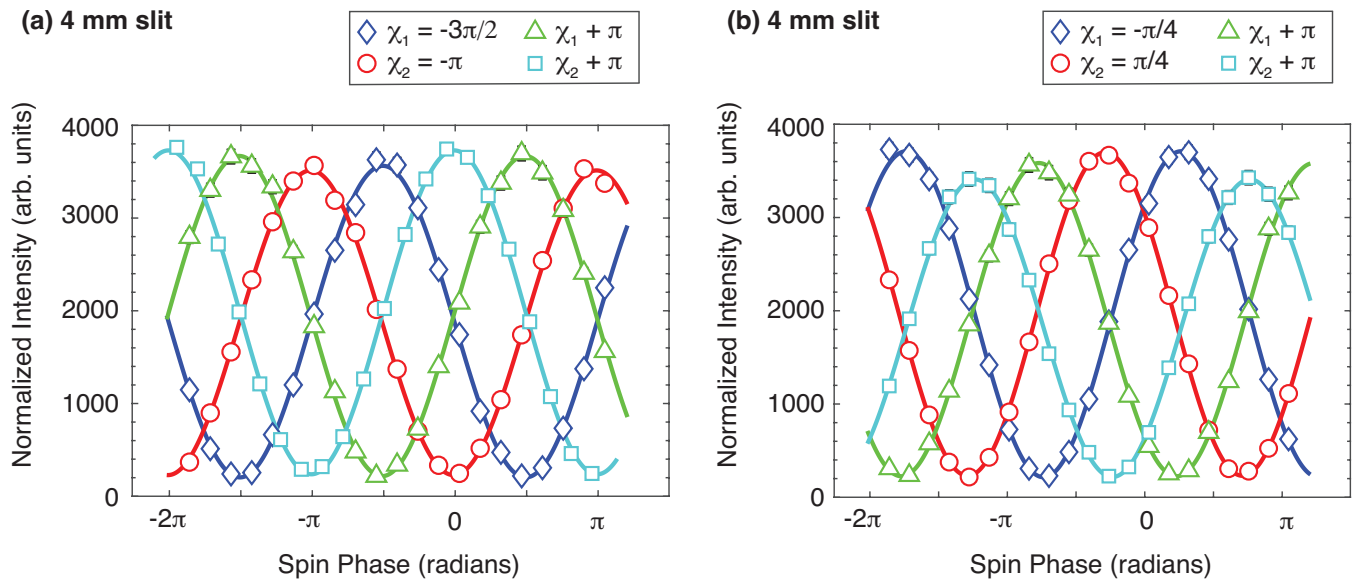 (a) 4 mm slit
χ₁ = -3π/2
χ₁ + π
χ₂ = -π
χ₂ + π
Normalized Intensity (arb. units)
4000
3000
2000
1000
0
-2π
-π
0
π
Spin Phase (radians)
(b) 4 mm slit
χ₁ = -π/4
χ₁ + π
χ₂ = π/4
χ₂ + π
Normalized Intensity (arb. units)
4000
3000
2000
1000
0
-2π
-π
0
π
Spin Phase (radians)